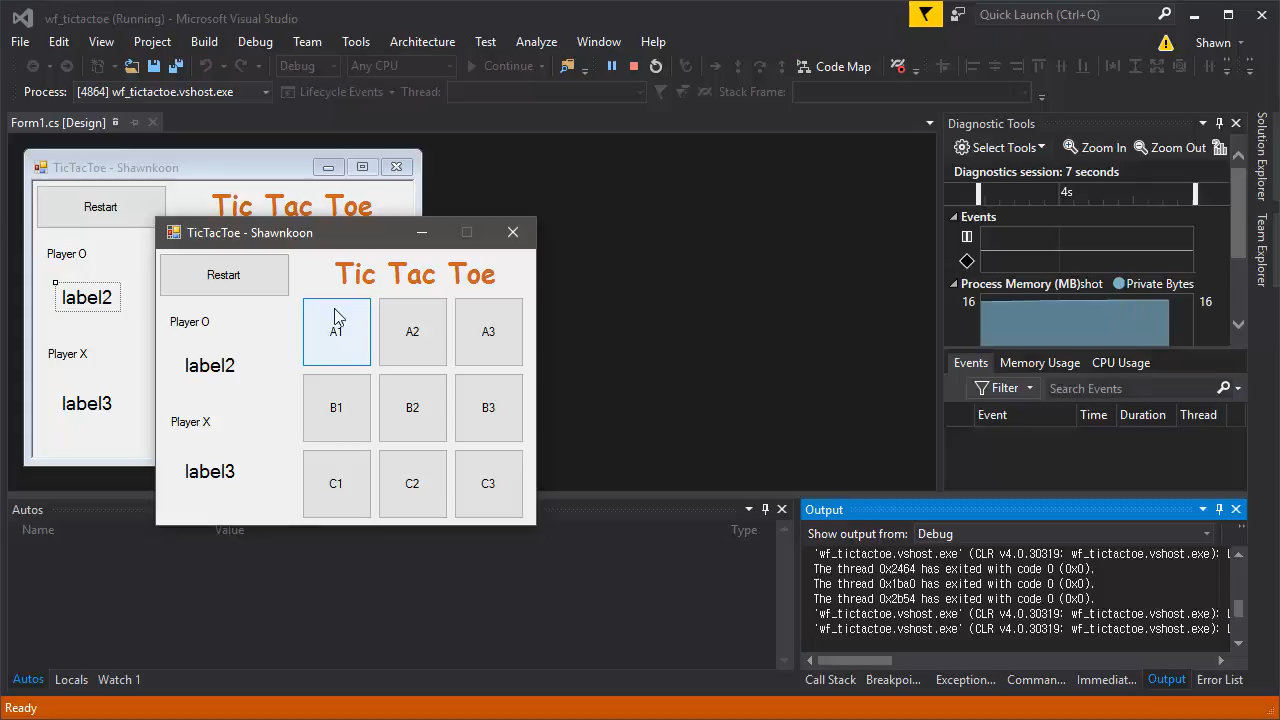 wf_tictactoe (Running) - Microsoft Visual Studio
Quick Launch (Ctrl+Q)
File Edit View Project Build Debug Team Tools Architecture Test Analyze Window Help
Shawn
Debug Any CPU Continue Code Map
Process: [4864] wf_tictactoe.vshost.exe Lifecycle Events Thread: Stack Frame:
Form1.cs [Design]
TicTacToe - Shawnkoon
Restart
Tic Tac Toe
Player O
label2
Player X
label3
TicTacToe - Shawnkoon
Restart
Tic Tac Toe
Player O
label2
Player X
label3
A1 A2 A3
B1 B2 B3
C1 C2 C3
Diagnostic Tools
Select Tools Zoom In Zoom Out
Diagnostics session: 7 seconds
4s
Events
Process Memory (MB)shot Private Bytes
16 16
Events Memory Usage CPU Usage
Filter Search Events
Event Time Duration Thread
Solution Explorer
Team Explorer
Autos
Name Value Type
Autos Locals Watch 1
Output
Show output from: Debug
'wf_tictactoe.vshost.exe' (CLR v4.0.30319: wf_tictactoe.vshost.exe): L
The thread 0x2464 has exited with code 0 (0x0).
The thread 0x1ba0 has exited with code 0 (0x0).
The thread 0x2b54 has exited with code 0 (0x0).
'wf_tictactoe.vshost.exe' (CLR v4.0.30319: wf_tictactoe.vshost.exe): L
'wf_tictactoe.vshost.exe' (CLR v4.0.30319: wf_tictactoe.vshost.exe): L
Call Stack Breakpoi... Exception... Comman... Immediat... Output Error List
Ready